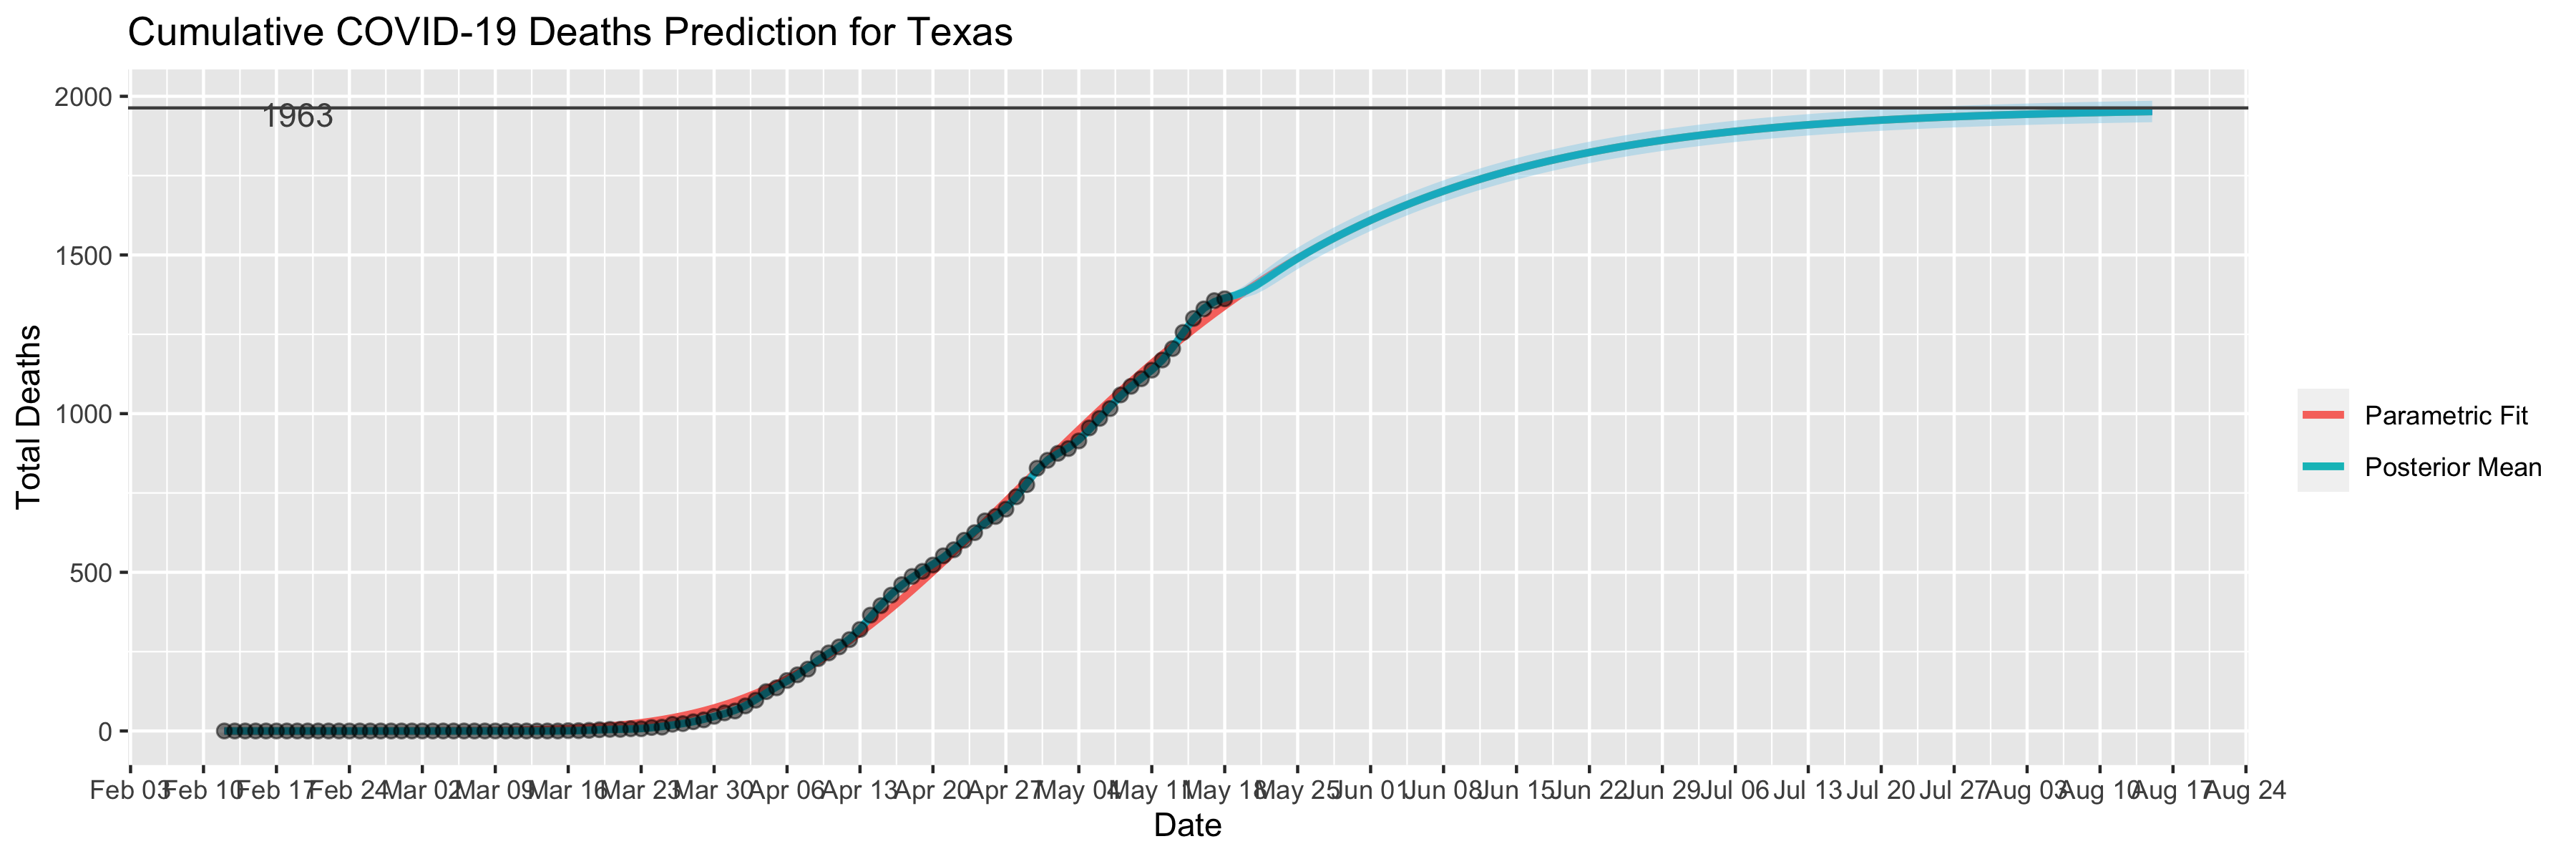 Cumulative COVID-19 Deaths Prediction for Texas
2000
1963
1500
1000
500
0
Total Deaths
Parametric Fit
Posterior Mean
Feb 03 Feb 10 Feb 17 Feb 24 Mar 02 Mar 09 Mar 16 Mar 23 Mar 30 Apr 06 Apr 13 Apr 20 Apr 27 May 04 May 11 May 18 May 25 Jun 01 Jun 08 Jun 15 Jun 22 Jun 29 Jul 06 Jul 13 Jul 20 Jul 27 Aug 03 Aug 10 Aug 17 Aug 24
Date